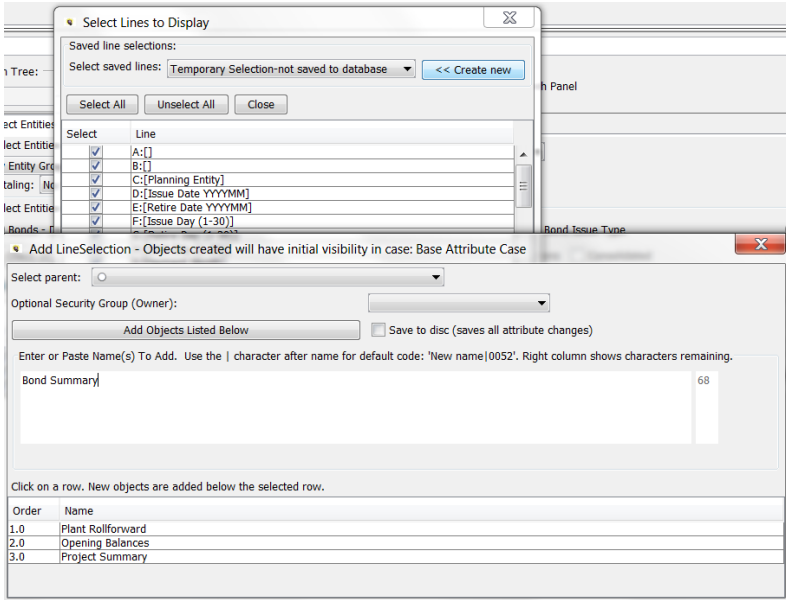 Select Lines to Display
Saved line selections:
Select saved lines: Temporary Selection-not saved to database << Create new
n Tree:
h Panel
Select All Unselect All Close
ect Entities
Select Line
lect Entitie
A:[]
B:[]
Entity Gro
C:[Planning Entity]
taling: No
D:[Issue Date YYYYMM]
E:[Retire Date YYYYMM]
lect Entitie
F:[Issue Day (1-30)]
Bonds - D
Bond Issue Type
Add LineSelection - Objects created will have initial visibility in case: Base Attribute Case
Select parent:
Optional Security Group (Owner):
Add Objects Listed Below Save to disc (saves all attribute changes)
Enter or Paste Name(s) To Add. Use the | character after name for default code: 'New name|0052'. Right column shows characters remaining.
Bond Summary 68
Click on a row. New objects are added below the selected row.
Order Name
1.0 Plant Rollforward
2.0 Opening Balances
3.0 Project Summary